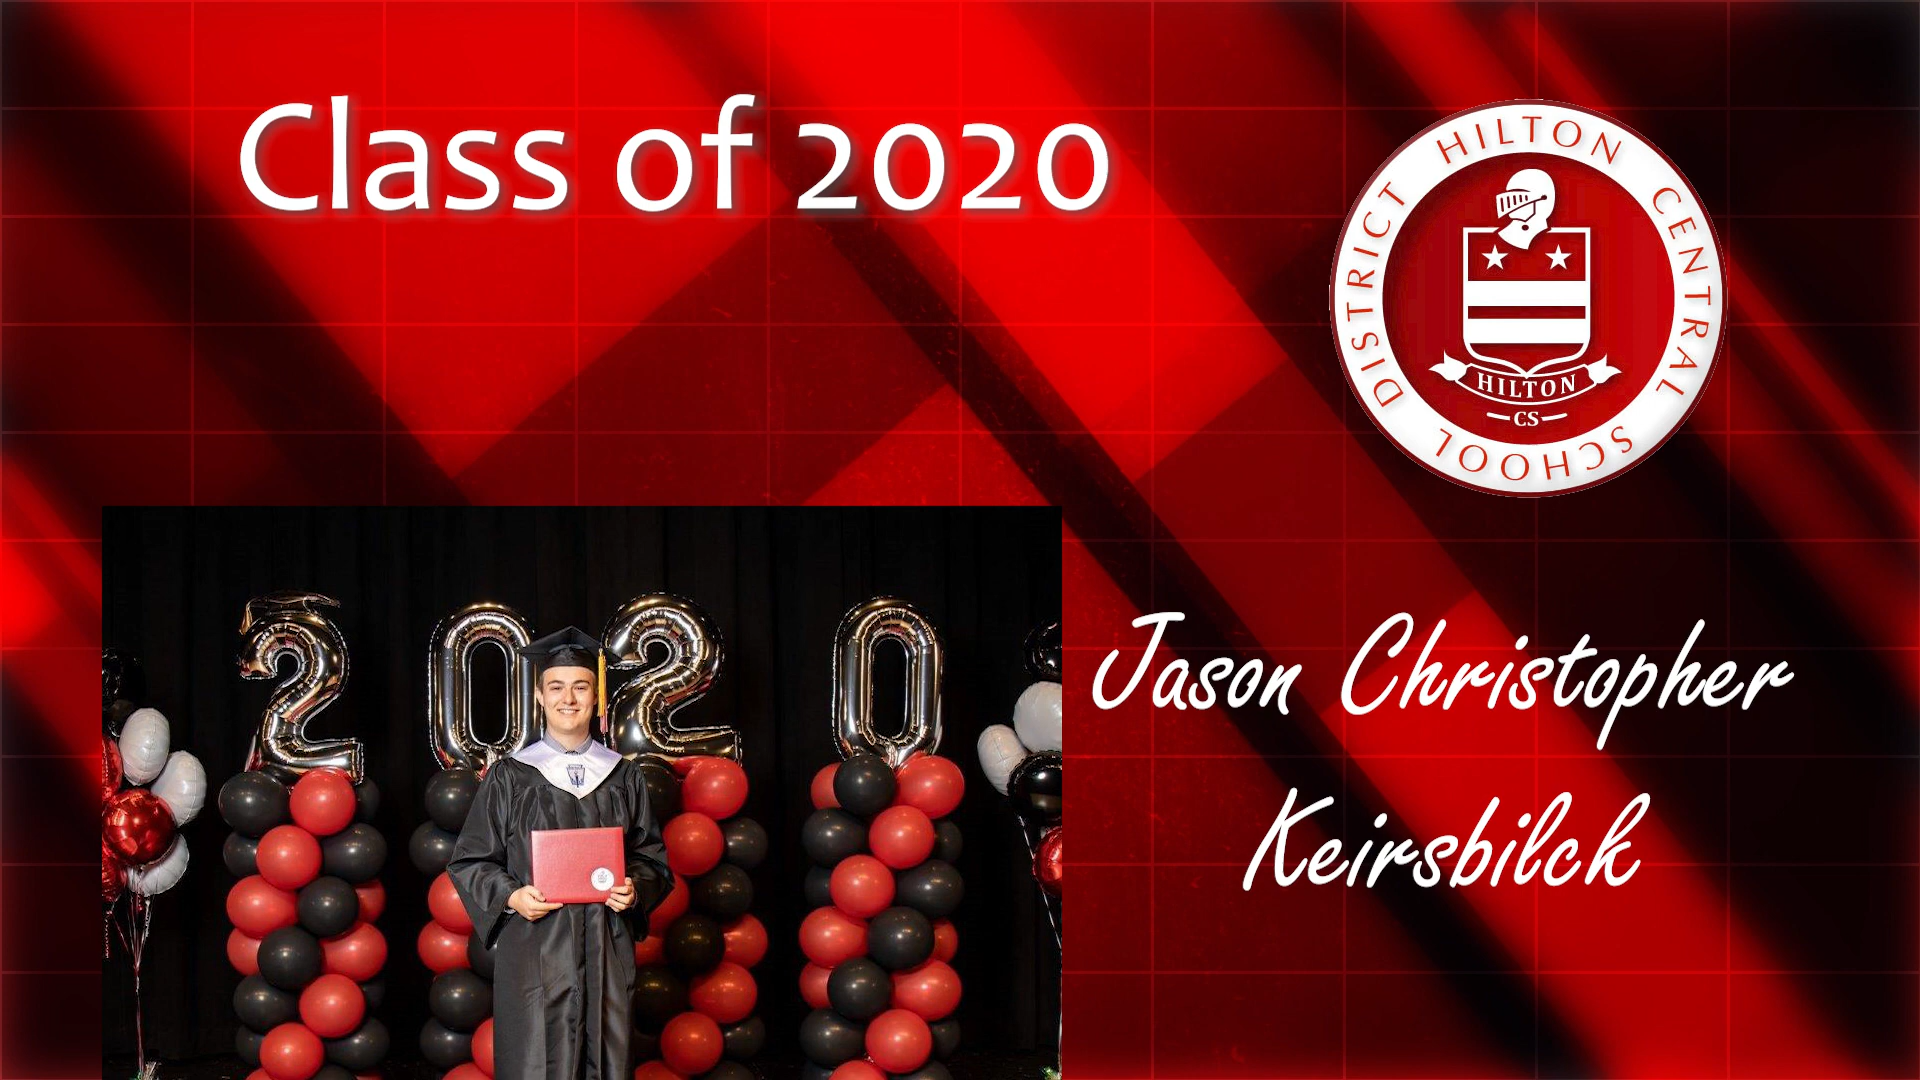 Class of 2020
HILTON CENTRAL SCHOOL DISTRICT
HILTON
CS
2020
Jason Christopher
Keirsbilck